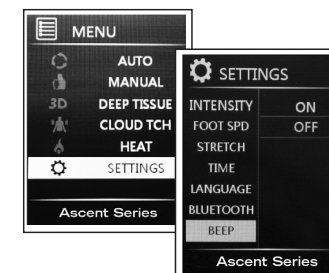 MENU
AUTO
MANUAL
3D DEEP TISSUE
CLOUD TCH
HEAT
SETTINGS
Ascent Series
SETTINGS
INTENSITY ON
FOOT SPD OFF
STRETCH
TIME
LANGUAGE
BLUETOOTH
BEEP
Ascent Series